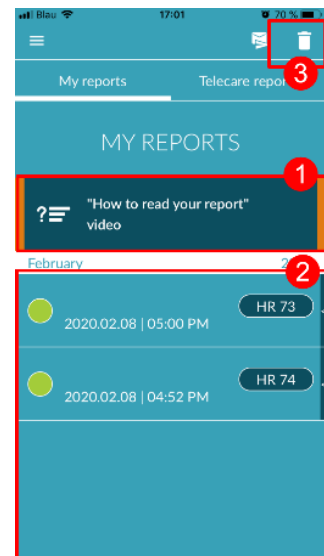 Blau 17:01 70 %
3
My reports Telecare repor
MY REPORTS
1
"How to read your report"
?
video
February 2
2
HR 73
2020.02.08 | 05:00 PM
HR 74
2020.02.08 | 04:52 PM